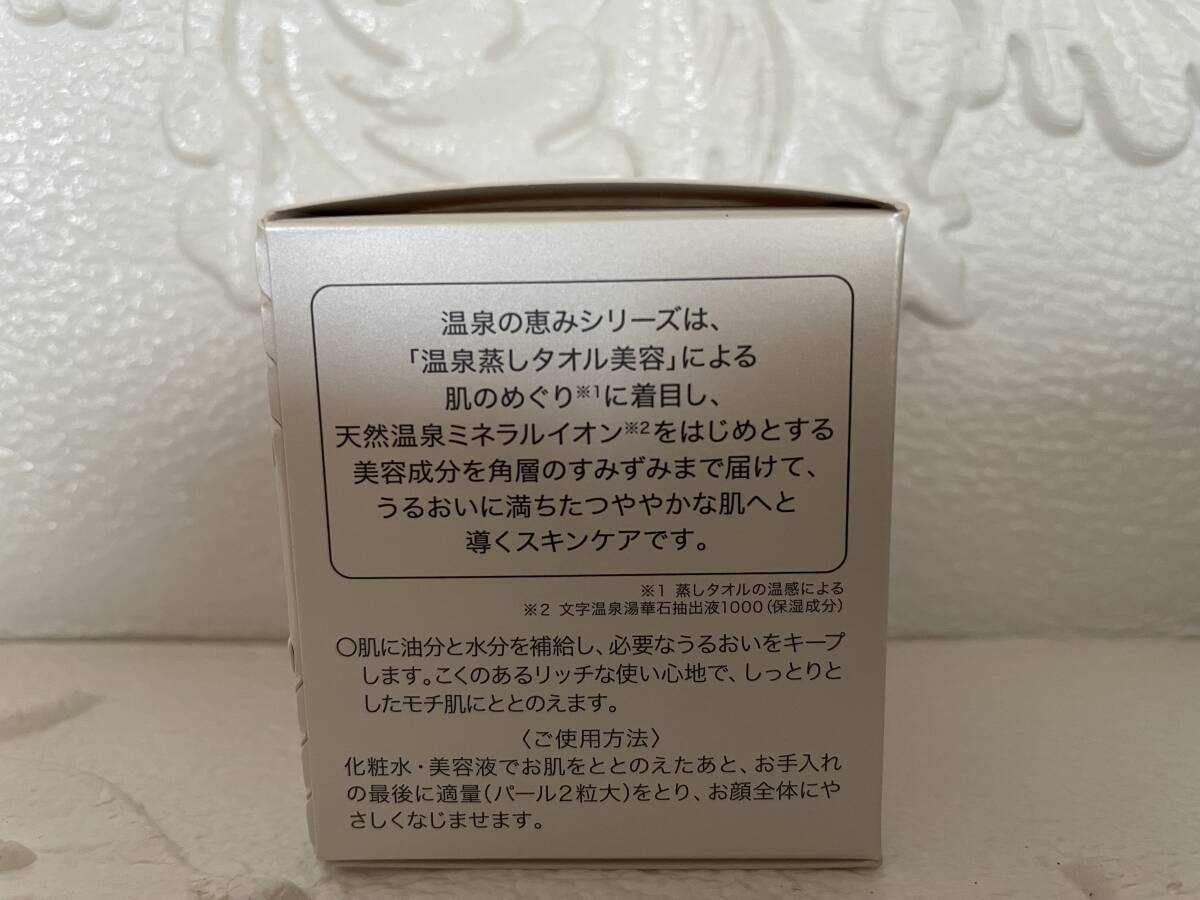 温泉の恵みシリーズは、
「温泉蒸しタオル美容」による
肌のめぐり※1に着目し、
天然温泉ミネラルイオン※2をはじめとする
美容成分を角層のすみずみまで届けて、
うるおいに満ちたつややかな肌へと
導くスキンケアです。
※1 蒸しタオルの温感による
※2 文字温泉湯華石抽出液1000(保湿成分)
○肌に油分と水分を補給し、必要なうるおいをキープ
します。こくのあるリッチな使い心地で、しっとりと
したモチ肌にととのえます。
〈ご使用方法〉
化粧水・美容液でお肌をととのえたあと、お手入れ
の最後に適量(パール2粒大)をとり、お顔全体にや
さしくなじませます。